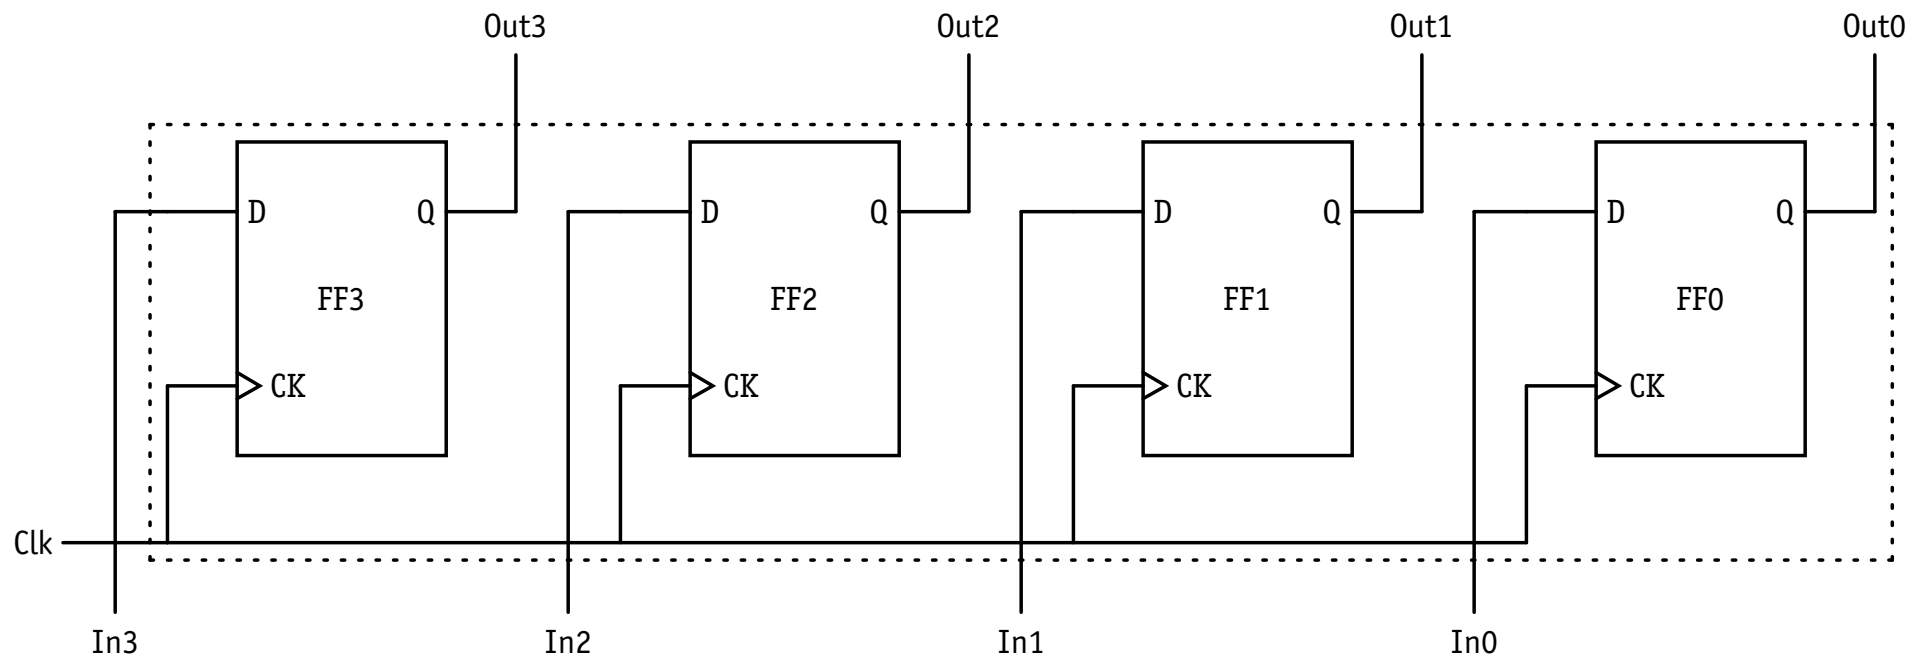 Out3 Out2 Out1 Out0
D Q D Q D Q D Q
FF3 FF2 FF1 FF0
CK CK CK CK
Clk
In3 In2 In1 In0